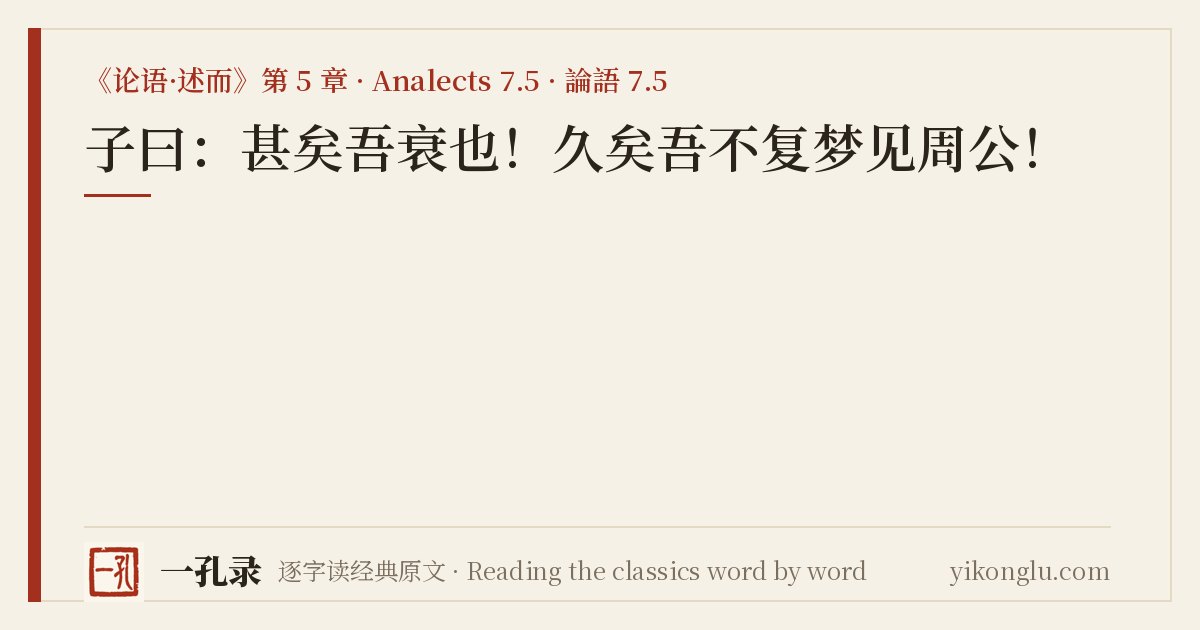 《论语·述而》第 5 章 · Analects 7.5 · 論語 7.5
子曰：甚矣吾衰也！久矣吾不复梦见周公！
一孔
一孔录 逐字读经典原文 · Reading the classics word by word yikonglu.com